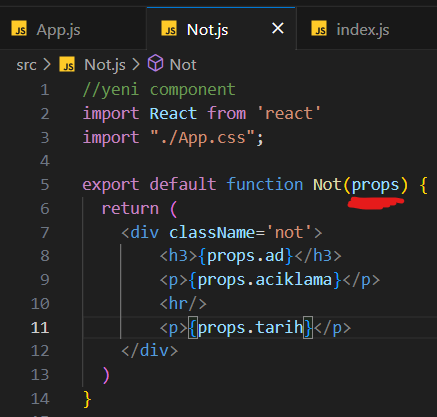 JS App.js JS Not.js × JS index.js
src > JS Not.js > Not
1 //yeni component
2 import React from 'react'
3 import "./App.css";
4
5 export default function Not(props) {
6 return (
7 <div className='not'>
8 <h3>{props.ad}</h3>
9 <p>{props.aciklama}</p>
10 <hr/>
11 <p>{props.tarih}</p>
12 </div>
13 )
14 }